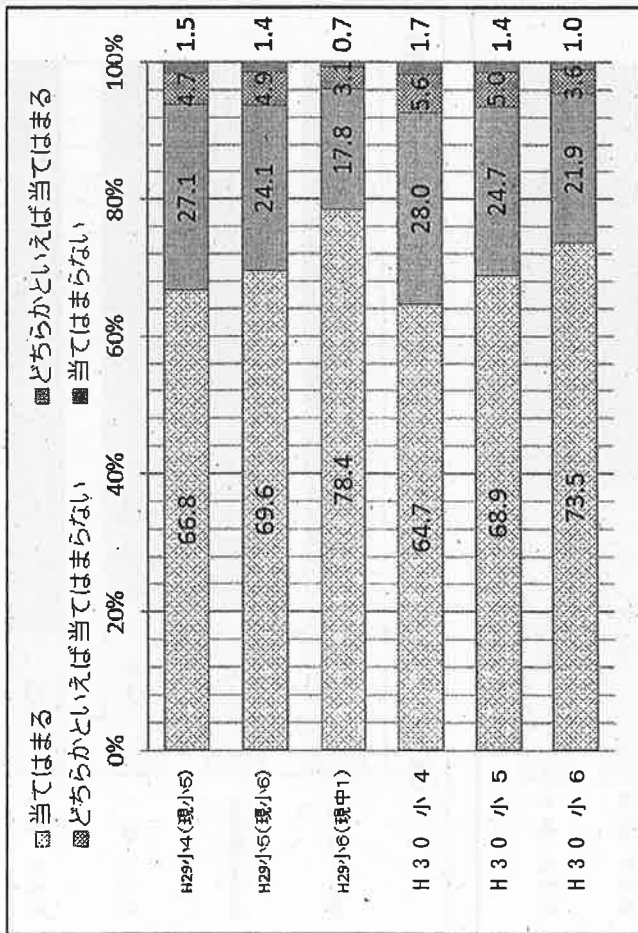 当てはまる
どちらかといえば当てはまる
どちらかといえば当てはまらない
当てはまらない
0% 20% 40% 60% 80% 100%
H29小4(現小5) 66.8 27.1 4.7 1.5
H29小5(現小6) 69.6 24.1 4.9 1.4
H29小6(現中1) 78.4 17.8 3.1 0.7
H30 小 4 64.7 28.0 5.6 1.7
H30 小 5 68.9 24.7 5.0 1.4
H30 小 6 73.5 21.9 3.6 1.0